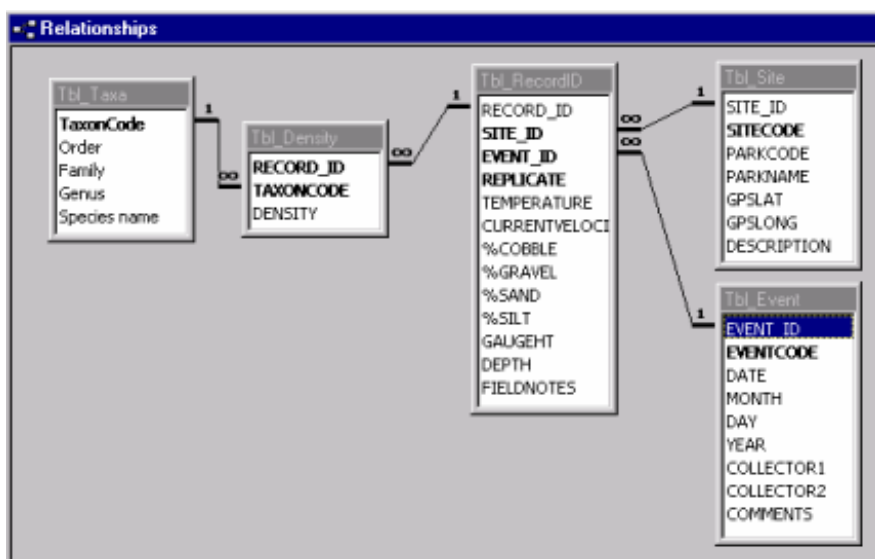 Relationships
Tbl_Taxa
TaxonCode
Order
Family
Genus
Species name
1
∞
Tbl_Density
RECORD_ID
TAXONCODE
DENSITY
∞
1
Tbl_RecordID
RECORD_ID
SITE_ID
EVENT_ID
REPLICATE
TEMPERATURE
CURRENTVELOCI
%COBBLE
%GRAVEL
%SAND
%SILT
GAUGEHT
DEPTH
FIELDNOTES
∞
∞
1
Tbl_Site
SITE_ID
SITECODE
PARKCODE
PARKNAME
GPSLAT
GPSLONG
DESCRIPTION
1
Tbl_Event
EVENT_ID
EVENTCODE
DATE
MONTH
DAY
YEAR
COLLECTOR1
COLLECTOR2
COMMENTS